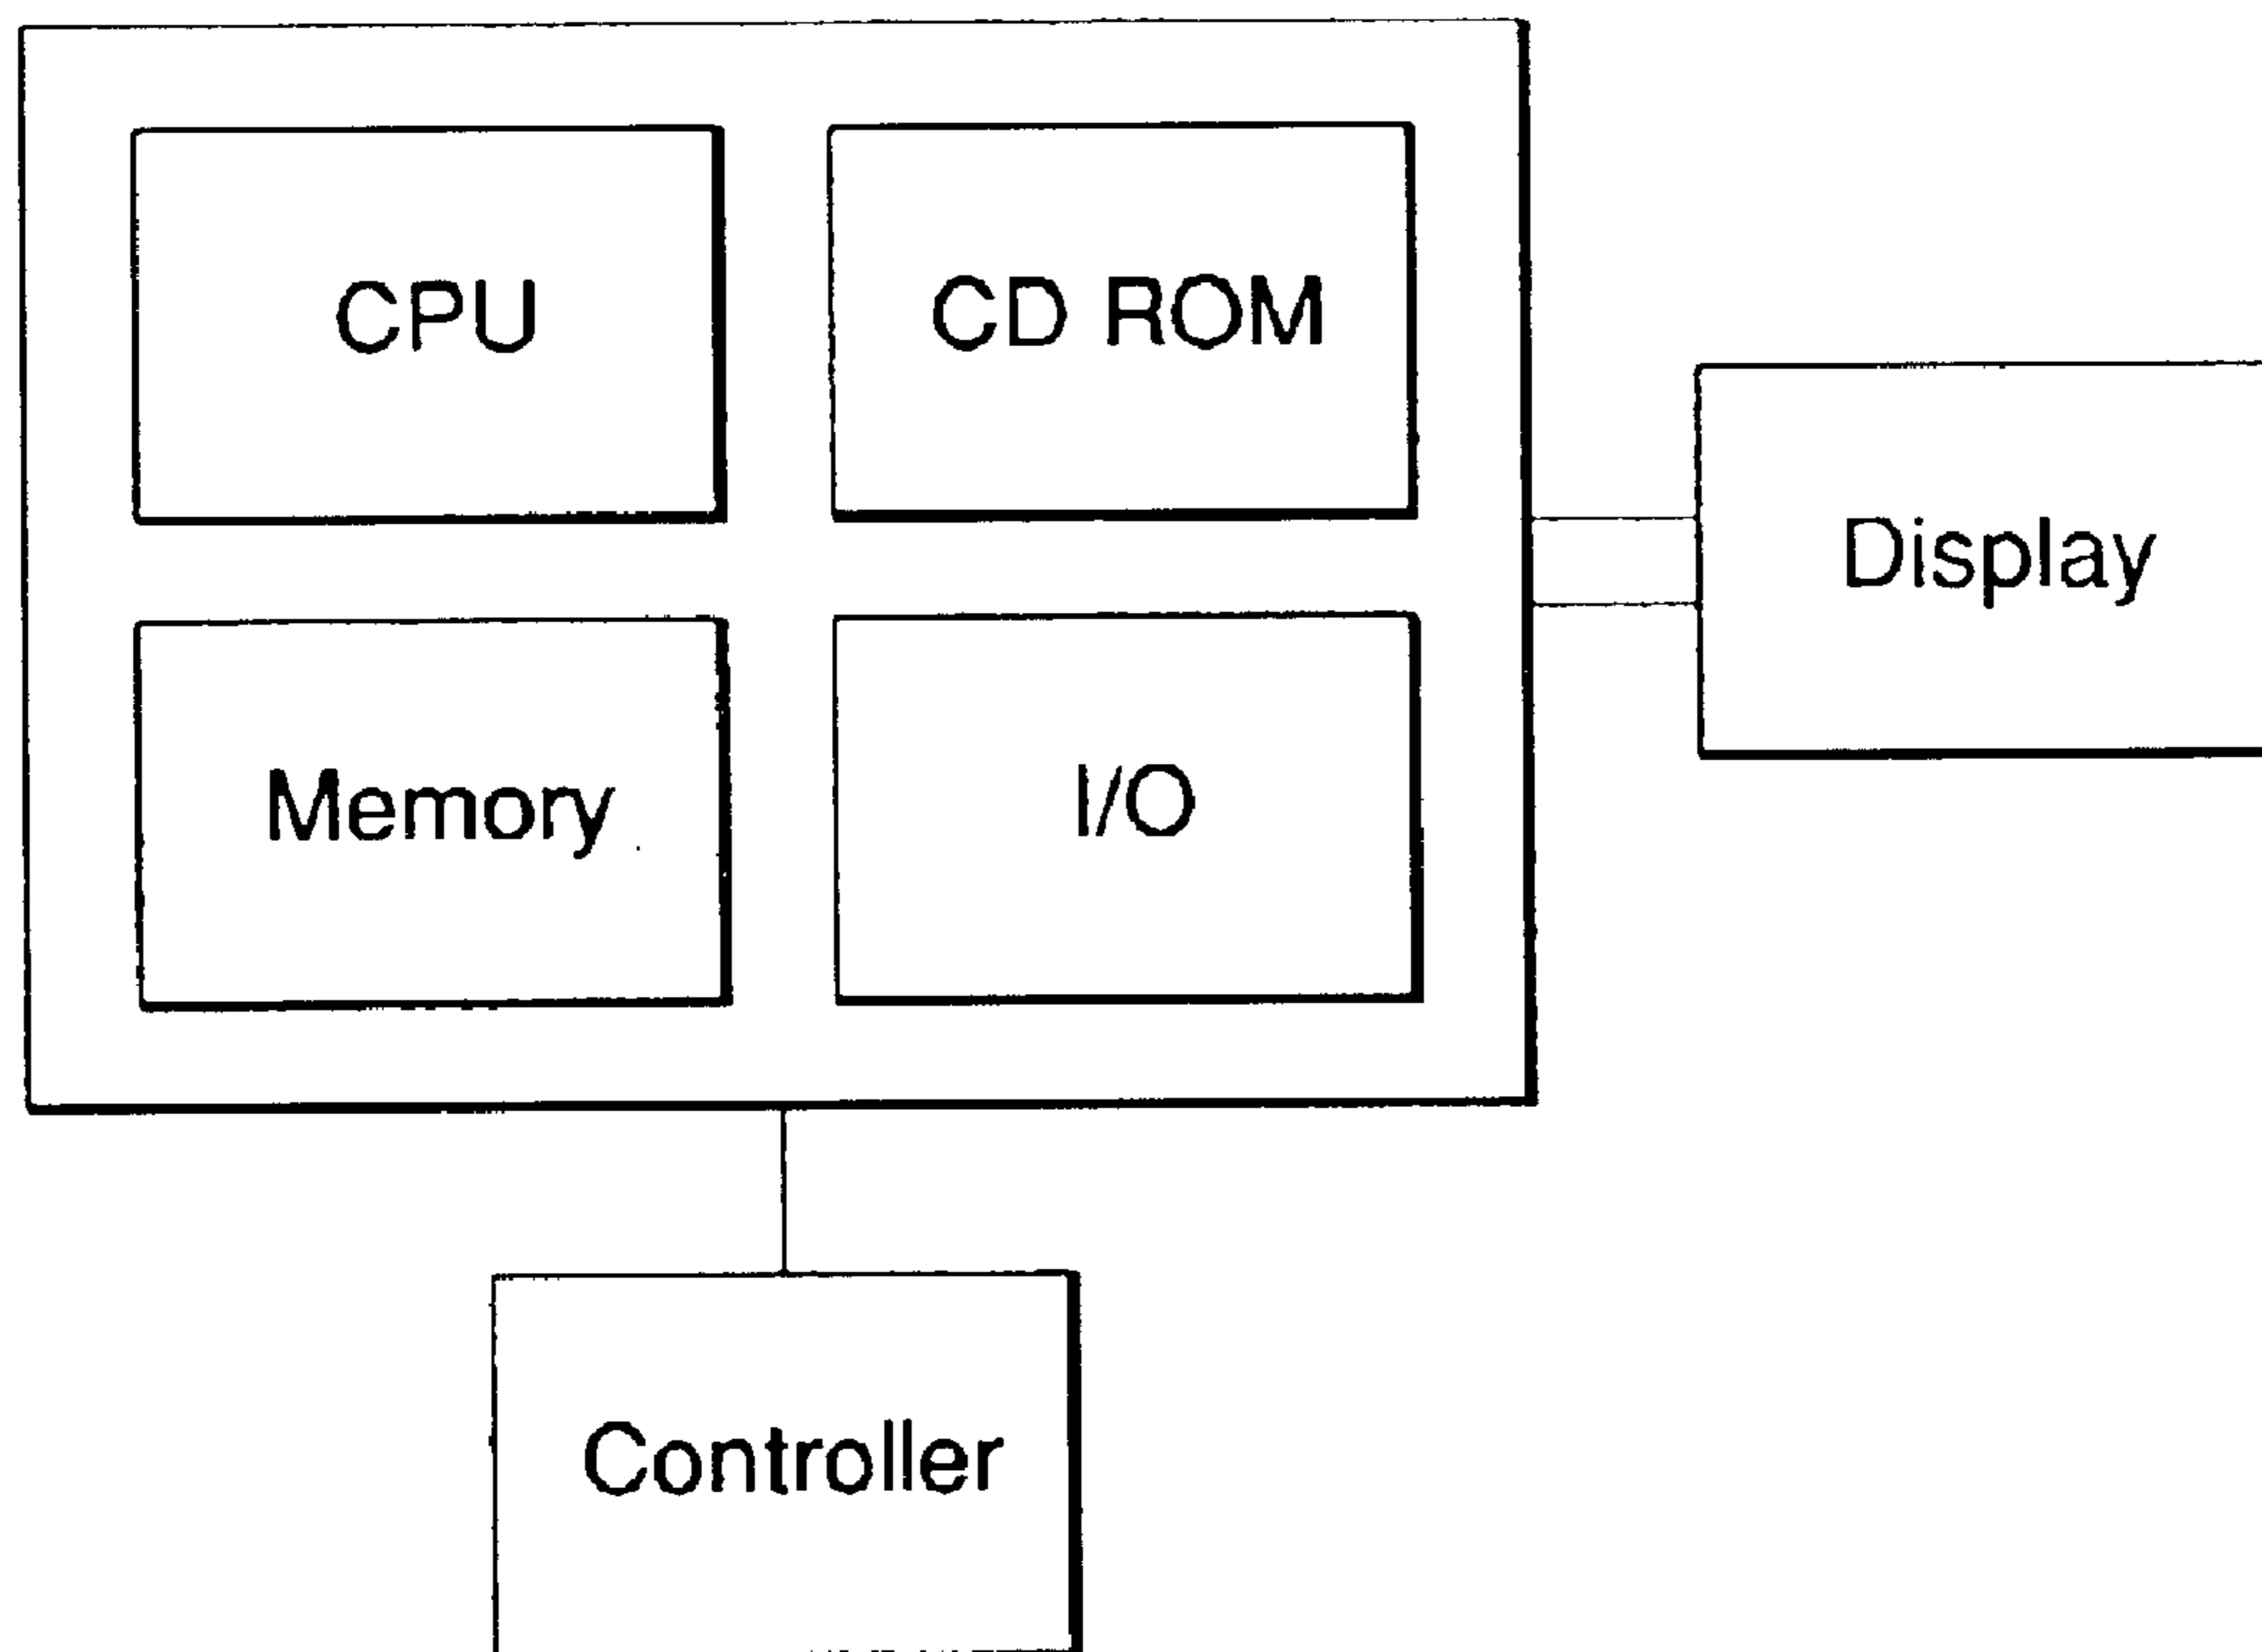 CPU
CD ROM
Display
Memory
I/O
Controller